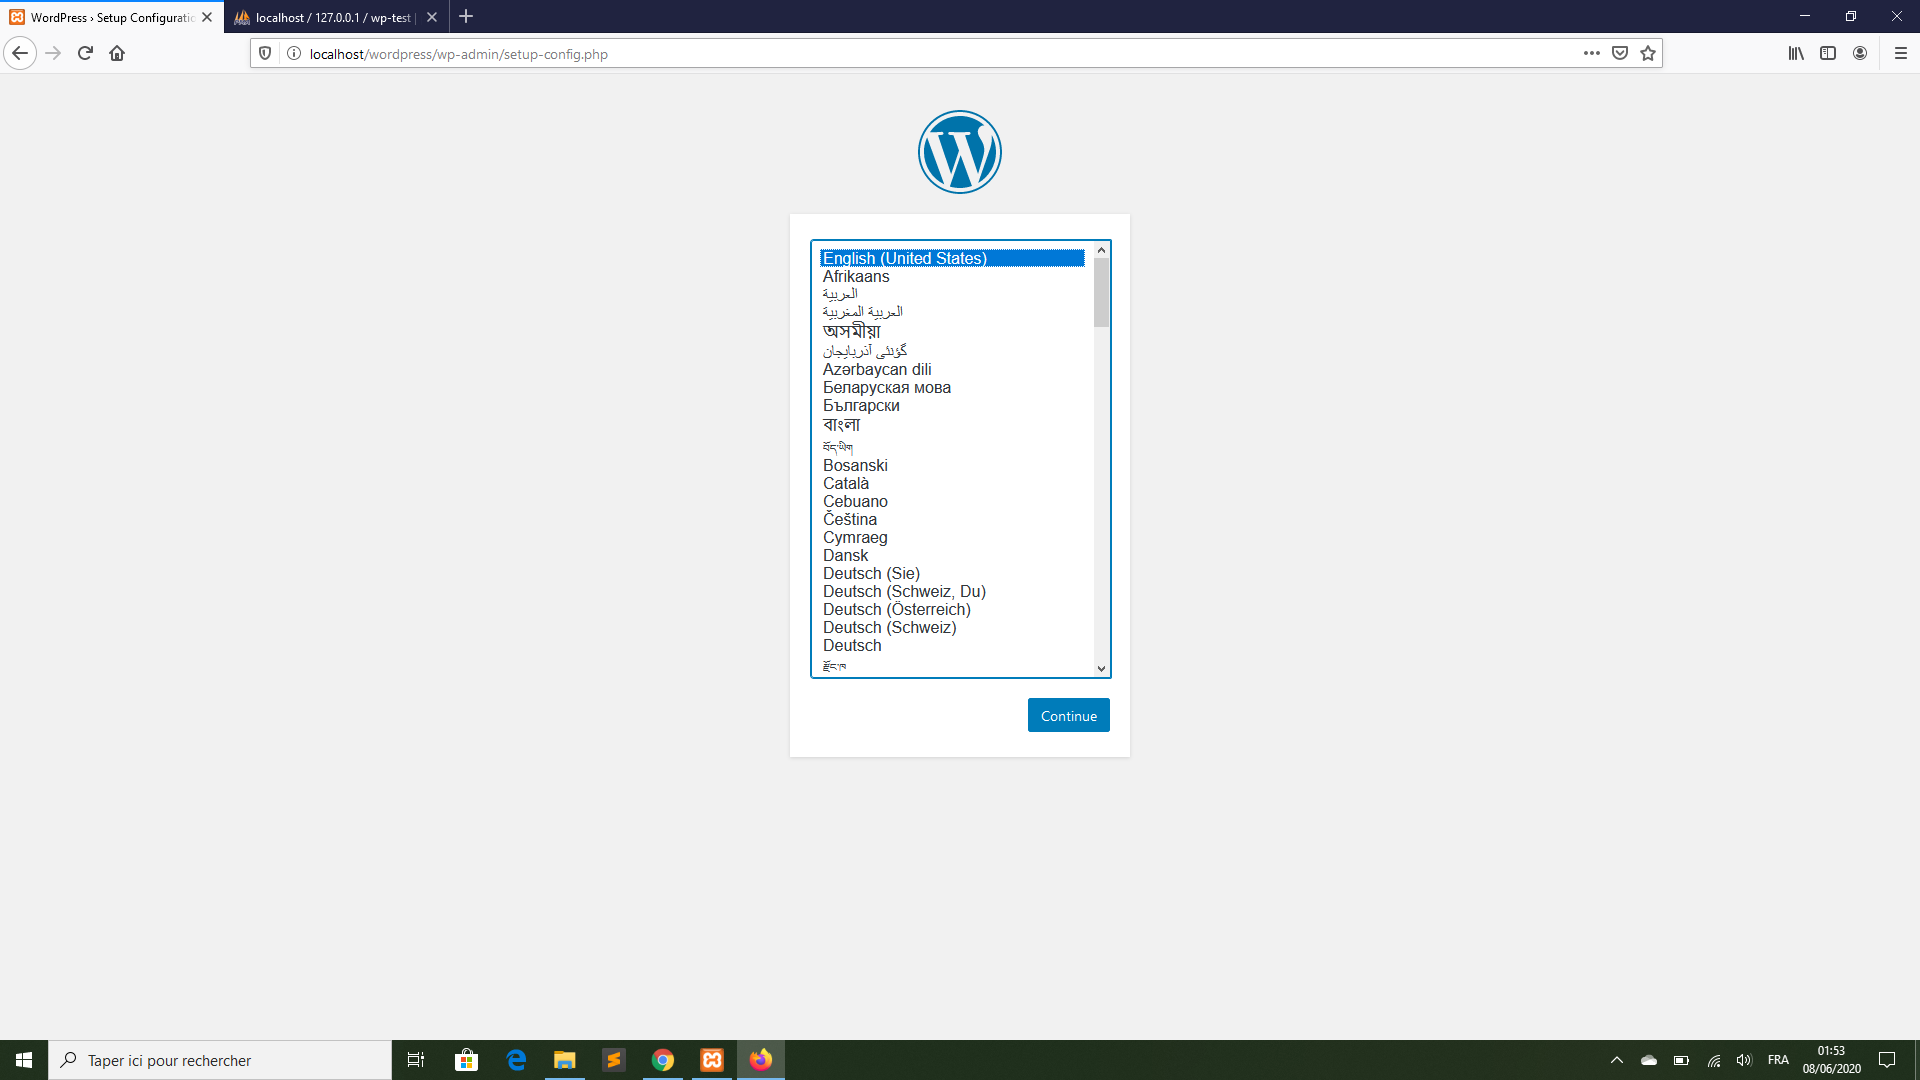 WordPress › Setup Configuratic
localhost / 127.0.0.1 / wp-test |
localhost/wordpress/wp-admin/setup-config.php
English (United States)
Afrikaans
العربية
العربية المغربية
অসমীয়া
گؤنئی آذربایجان
Azərbaycan dili
Беларуская мова
Български
বাংলা
བོད་ཡིག
Bosanski
Català
Cebuano
Čeština
Cymraeg
Dansk
Deutsch (Sie)
Deutsch (Schweiz, Du)
Deutsch (Österreich)
Deutsch (Schweiz)
Deutsch
རྫོང་ཁ
Continue
Taper ici pour rechercher
FRA
01:53
08/06/2020